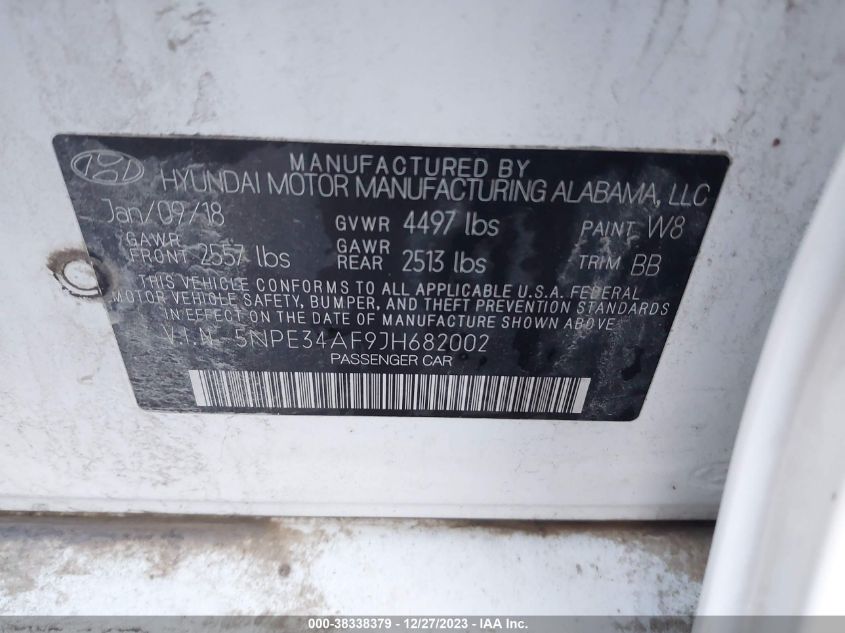 MANUFACTURED BY
HYUNDAI MOTOR MANUFACTURING ALABAMA, LLC
Jan/09/18 GVWR 4497 lbs PAINT W8
GAWR FRONT 2557 lbs GAWR REAR 2513 lbs TRIM BB
THIS VEHICLE CONFORMS TO ALL APPLICABLE U.S.A. FEDERAL
MOTOR VEHICLE SAFETY, BUMPER, AND THEFT PREVENTION STANDARDS
IN EFFECT ON THE DATE OF MANUFACTURE SHOWN ABOVE.
V.I.N. 5NPE34AF9JH682002
PASSENGER CAR
000-38338379 - 12/27/2023 - IAA Inc.